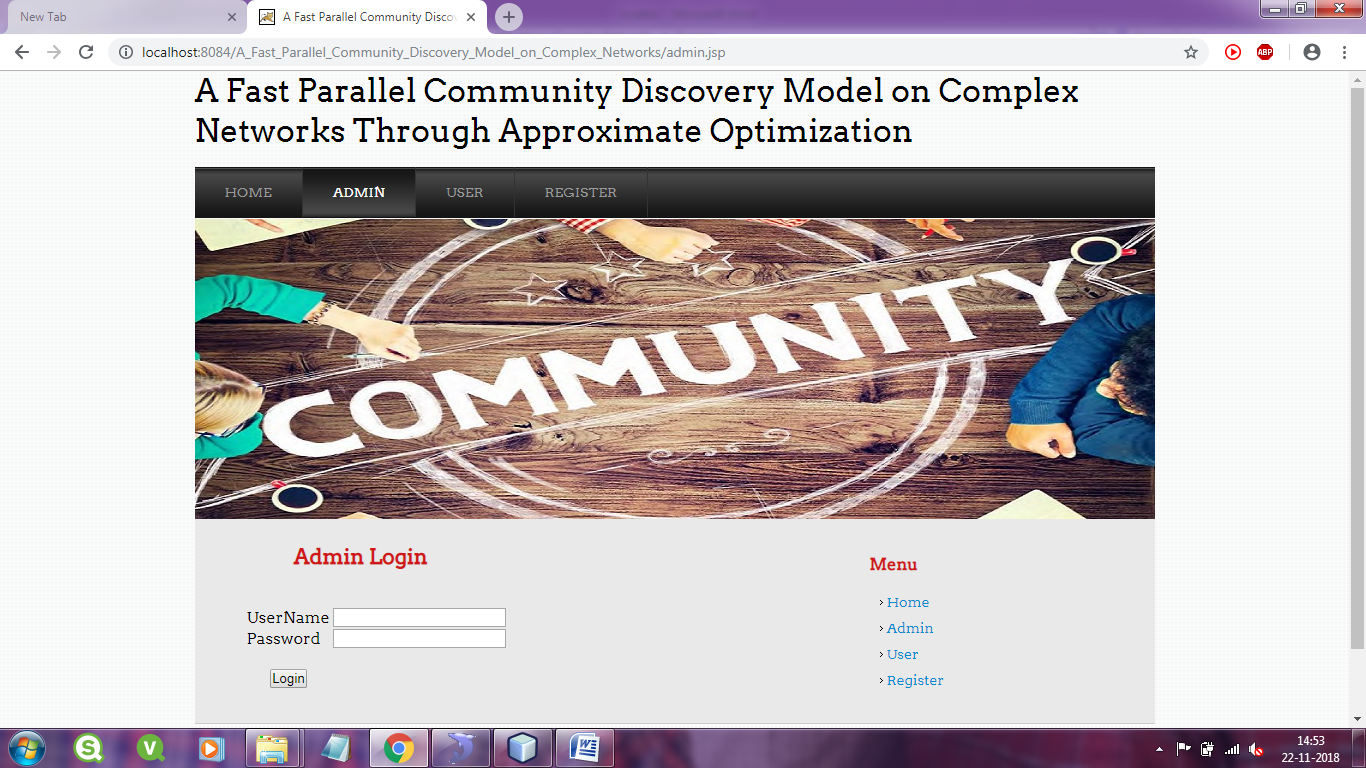 New Tab
A Fast Parallel Community Disco
localhost:8084/A_Fast_Parallel_Community_Discovery_Model_on_Complex_Networks/admin.jsp
ABP
A Fast Parallel Community Discovery Model on Complex
Networks Through Approximate Optimization
HOME ADMIN USER REGISTER
COMMUNITY
Admin Login
UserName
Password
Login
Menu
Home
Admin
User
Register
14:53
22-11-2018